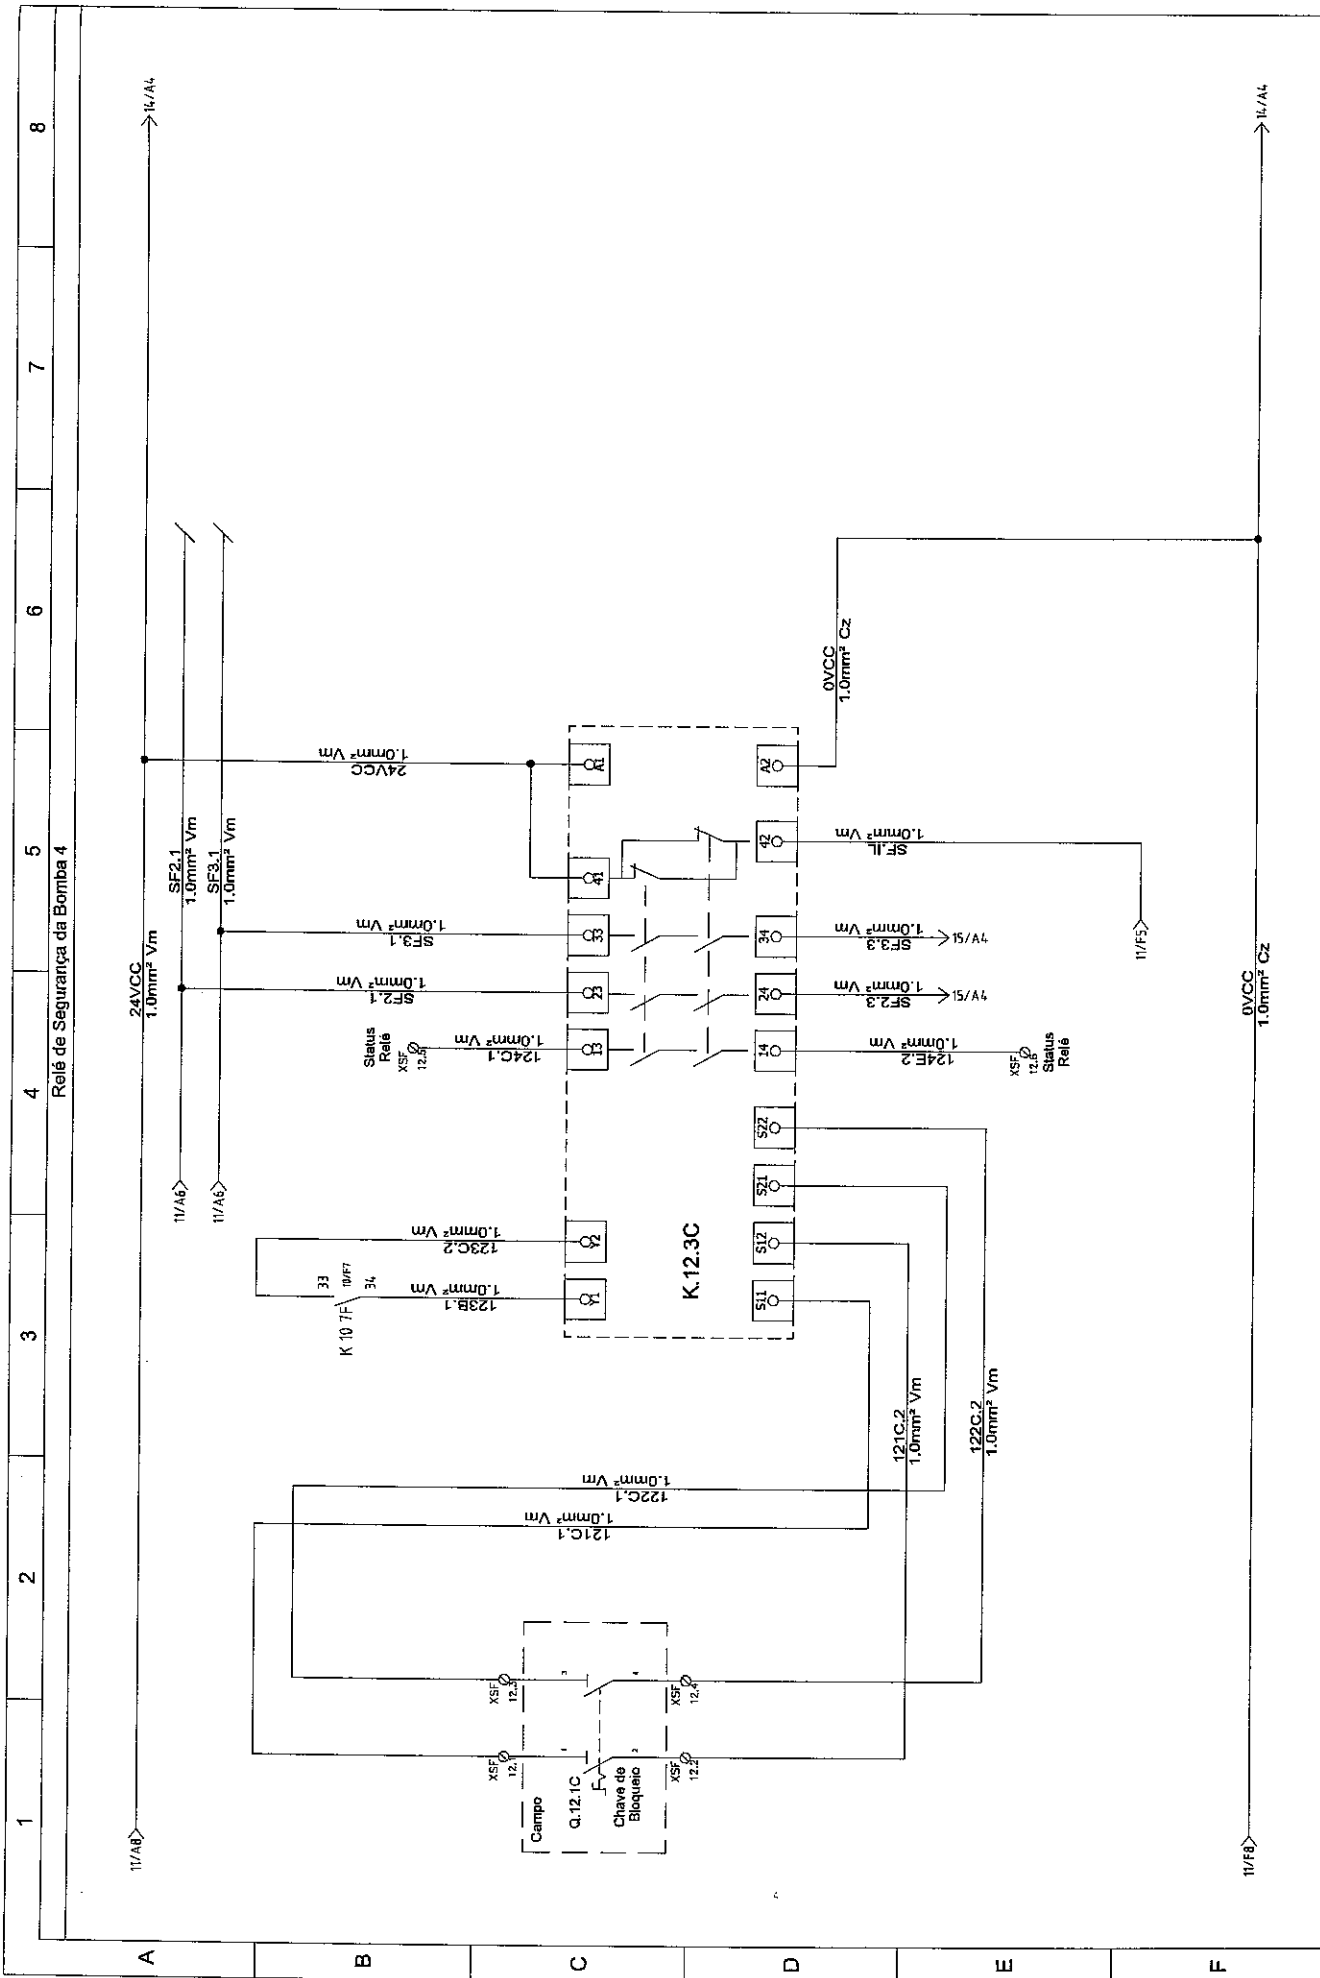 1 2 3 4 5 6 7 8
Relé de Segurança da Bomba 4
A
B
C
D
E
F
11/A8
24VCC
1.0mm² Vm
14/A4
11/A6
SF2.1
1.0mm² Vm
11/A6
SF3.1
1.0mm² Vm
K 10 7F
33
10/F7
34
123B.1
1.0mm² Vm
123C.2
1.0mm² Vm
Status
Relé
XSF
12.5
124C.1
1.0mm² Vm
SF2.1
1.0mm² Vm
SF3.1
1.0mm² Vm
24VCC
1.0mm² Vm
Campo
Q.12.1C
Chave de
Bloqueio
XSF
12.1
XSF
12.3
1
3
2
4
XSF
12.2
XSF
12.4
121C.1
1.0mm² Vm
122C.1
1.0mm² Vm
Y1
Y2
13
23
33
41
A1
K.12.3C
S11
S12
S21
S22
14
24
34
42
A2
121C.2
1.0mm² Vm
122C.2
1.0mm² Vm
124E.2
1.0mm² Vm
XSF
12.6
Status
Relé
SF2.3
1.0mm² Vm
15/A4
SF3.3
1.0mm² Vm
15/A4
SF.IL
1.0mm² Vm
11/F5
0VCC
1.0mm² Cz
11/F8
0VCC
1.0mm² Cz
14/A4